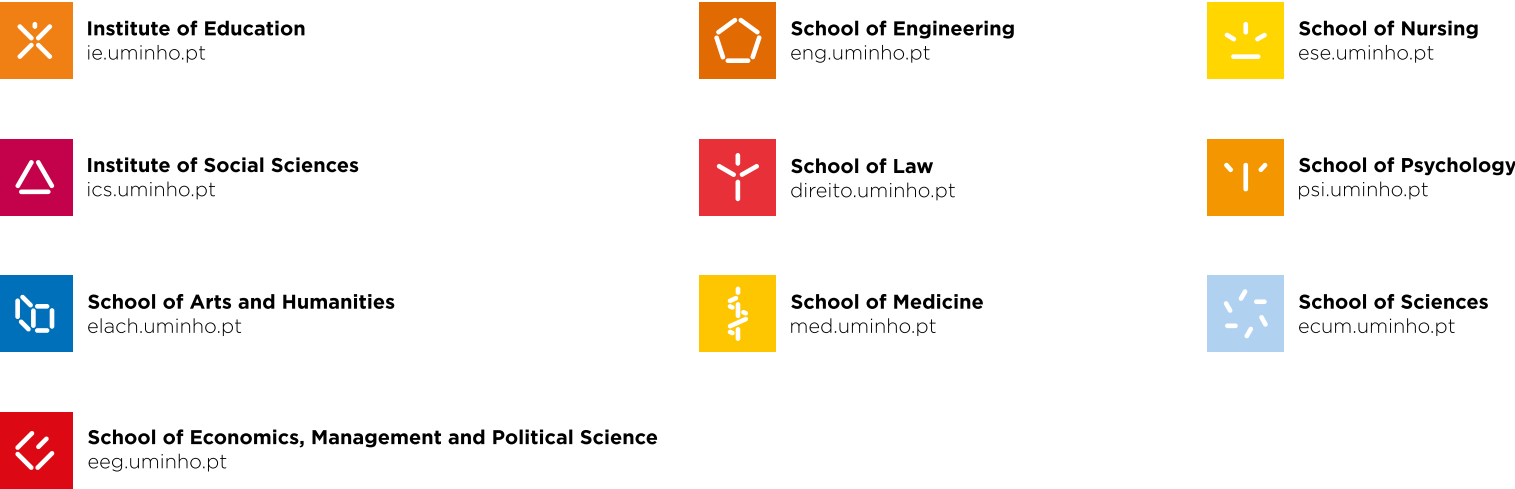 Institute of Education
ie.uminho.pt
School of Engineering
eng.uminho.pt
School of Nursing
ese.uminho.pt
Institute of Social Sciences
ics.uminho.pt
School of Law
direito.uminho.pt
School of Psychology
psi.uminho.pt
School of Arts and Humanities
elach.uminho.pt
School of Medicine
med.uminho.pt
School of Sciences
ecum.uminho.pt
School of Economics, Management and Political Science
eeg.uminho.pt